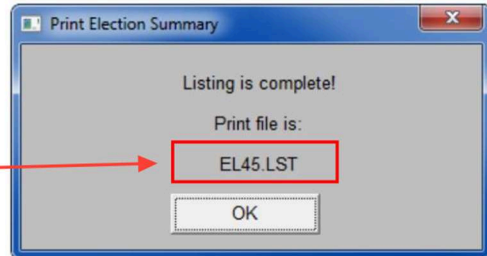 Print Election Summary
Listing is complete!
Print file is:
EL45.LST
OK